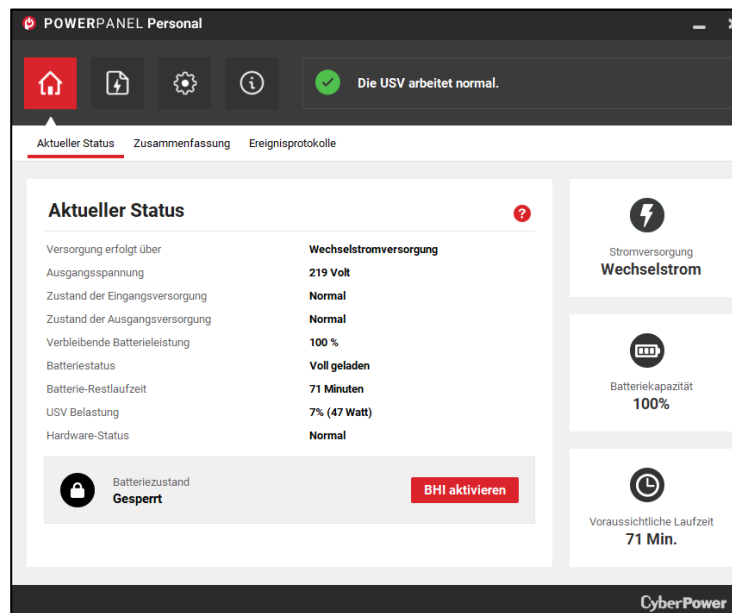 POWERPANEL Personal
Die USV arbeitet normal.
Aktueller Status Zusammenfassung Ereignisprotokolle
Aktueller Status
?
Versorgung erfolgt über Wechselstromversorgung
Ausgangsspannung 219 Volt
Zustand der Eingangsversorgung Normal
Zustand der Ausgangsversorgung Normal
Verbleibende Batterieleistung 100 %
Batteriestatus Voll geladen
Batterie-Restlaufzeit 71 Minuten
USV Belastung 7% (47 Watt)
Hardware-Status Normal
Batteriezustand
Gesperrt
BHI aktivieren
Stromversorgung
Wechselstrom
Batteriekapazität
100%
Voraussichtliche Laufzeit
71 Min.
CyberPower